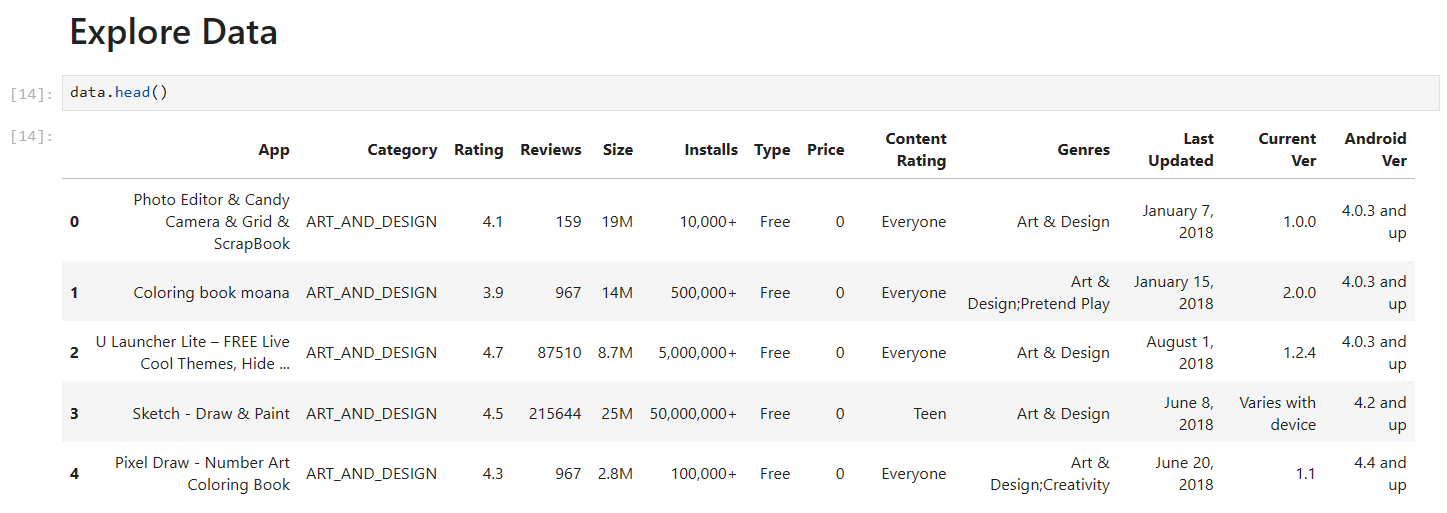 Explore Data
[14]: data.head()
[14]:
App Category Rating Reviews Size Installs Type Price Content Rating Genres Last Updated Current Ver Android Ver
0 Photo Editor & Candy Camera & Grid & ScrapBook ART_AND_DESIGN 4.1 159 19M 10,000+ Free 0 Everyone Art & Design January 7, 2018 1.0.0 4.0.3 and up
1 Coloring book moana ART_AND_DESIGN 3.9 967 14M 500,000+ Free 0 Everyone Art & Design;Pretend Play January 15, 2018 2.0.0 4.0.3 and up
2 U Launcher Lite – FREE Live Cool Themes, Hide ... ART_AND_DESIGN 4.7 87510 8.7M 5,000,000+ Free 0 Everyone Art & Design August 1, 2018 1.2.4 4.0.3 and up
3 Sketch - Draw & Paint ART_AND_DESIGN 4.5 215644 25M 50,000,000+ Free 0 Teen Art & Design June 8, 2018 Varies with device 4.2 and up
4 Pixel Draw - Number Art Coloring Book ART_AND_DESIGN 4.3 967 2.8M 100,000+ Free 0 Everyone Art & Design;Creativity June 20, 2018 1.1 4.4 and up